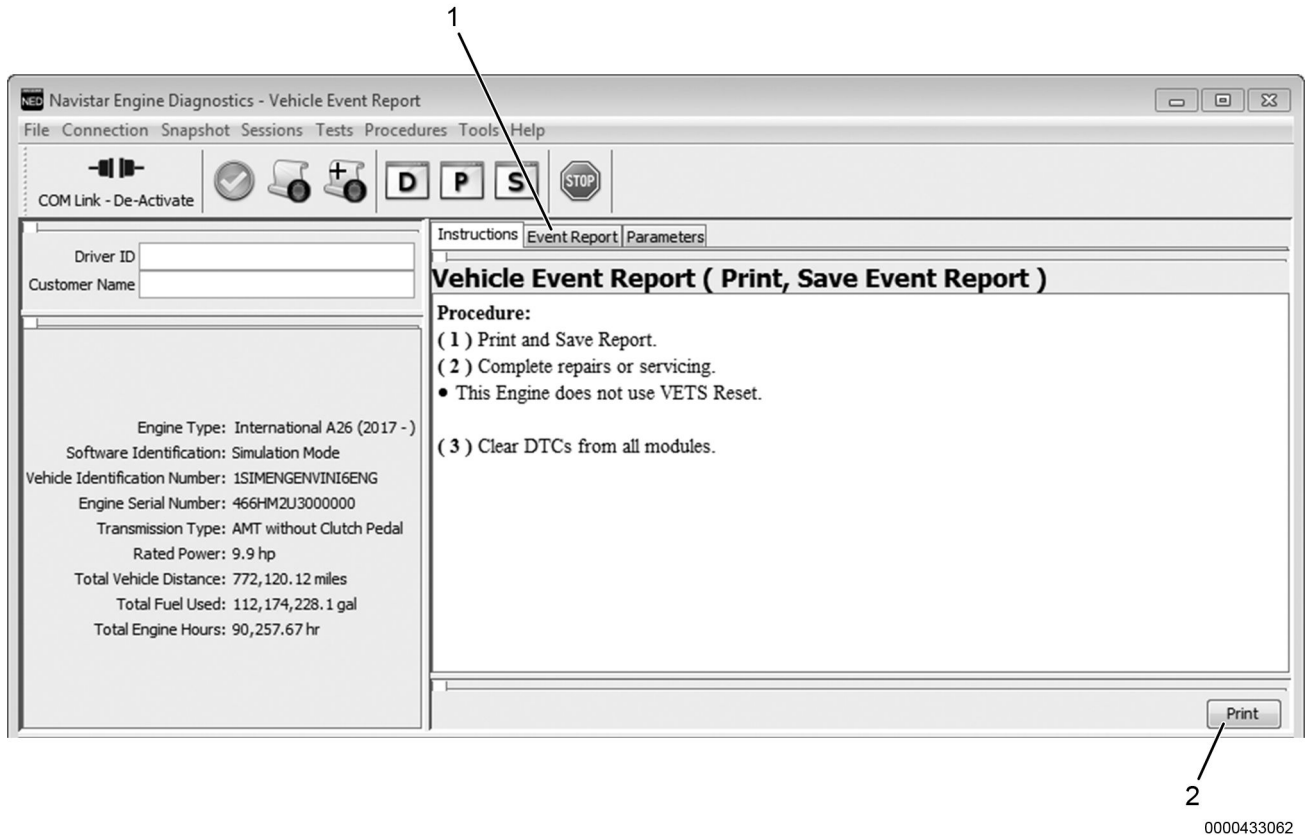 1
NED Navistar Engine Diagnostics - Vehicle Event Report
File Connection Snapshot Sessions Tests Procedures Tools Help
COM Link - De-Activate
D P S STOP
Driver ID
Customer Name
Engine Type: International A26 (2017 - )
Software Identification: Simulation Mode
Vehicle Identification Number: 1SIMENGENVINI6ENG
Engine Serial Number: 466HM2U3000000
Transmission Type: AMT without Clutch Pedal
Rated Power: 9.9 hp
Total Vehicle Distance: 772,120.12 miles
Total Fuel Used: 112,174,228.1 gal
Total Engine Hours: 90,257.67 hr
Instructions Event Report Parameters
Vehicle Event Report ( Print, Save Event Report )
Procedure:
( 1 ) Print and Save Report.
( 2 ) Complete repairs or servicing.
• This Engine does not use VETS Reset.
( 3 ) Clear DTCs from all modules.
Print
2
0000433062